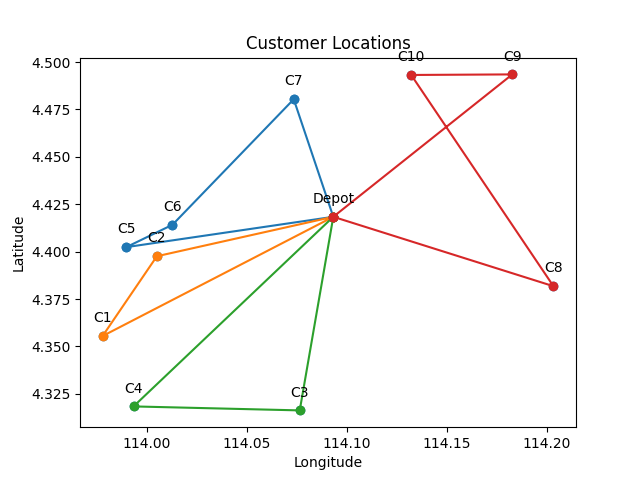 Customer Locations
C10
C9
4.500
C7
4.475
4.450
C6
Depot
4.425
C5
C2
4.400
C8
4.375
C1
4.350
C4
C3
4.325
114.00
114.05
114.10
114.15
114.20
Longitude
Latitude